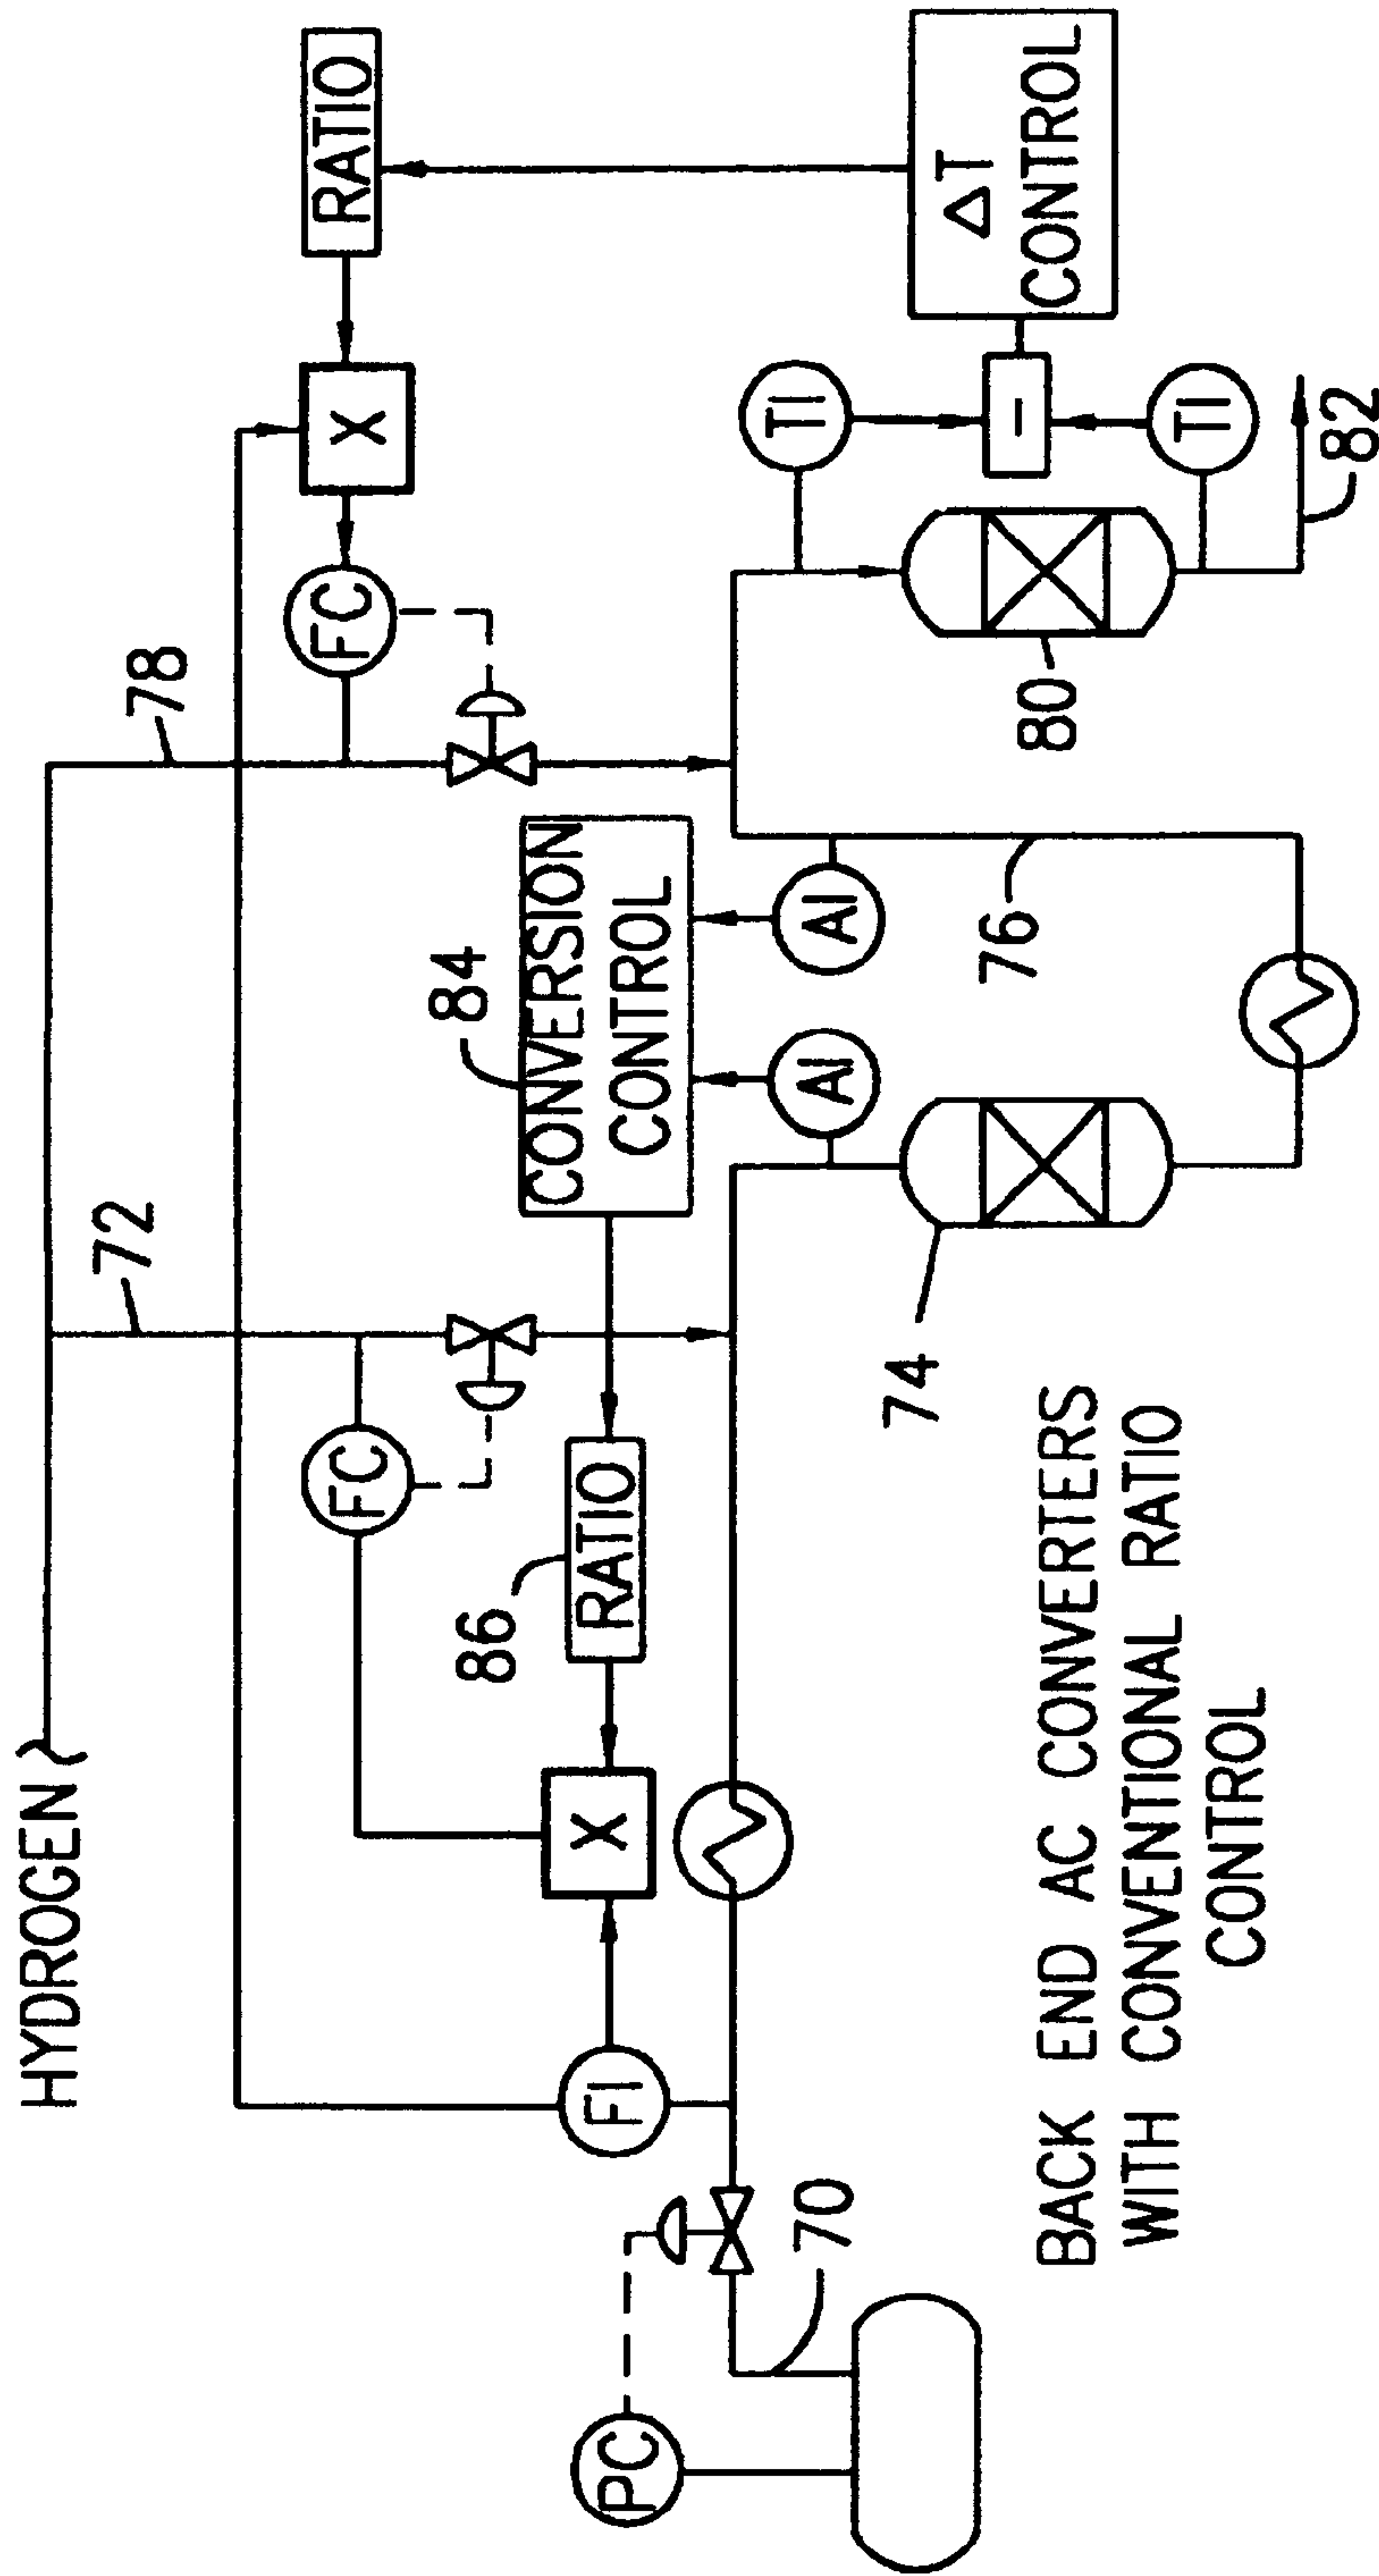 HYDROGEN
72
78
RATIO
X
FC
FC
84
CONVERSION
CONTROL
86
RATIO
X
FI
PC
70
AI
AI
76
74
TI
-
TI
ΔT
CONTROL
80
82
BACK END AC CONVERTERS
WITH CONVENTIONAL RATIO
CONTROL